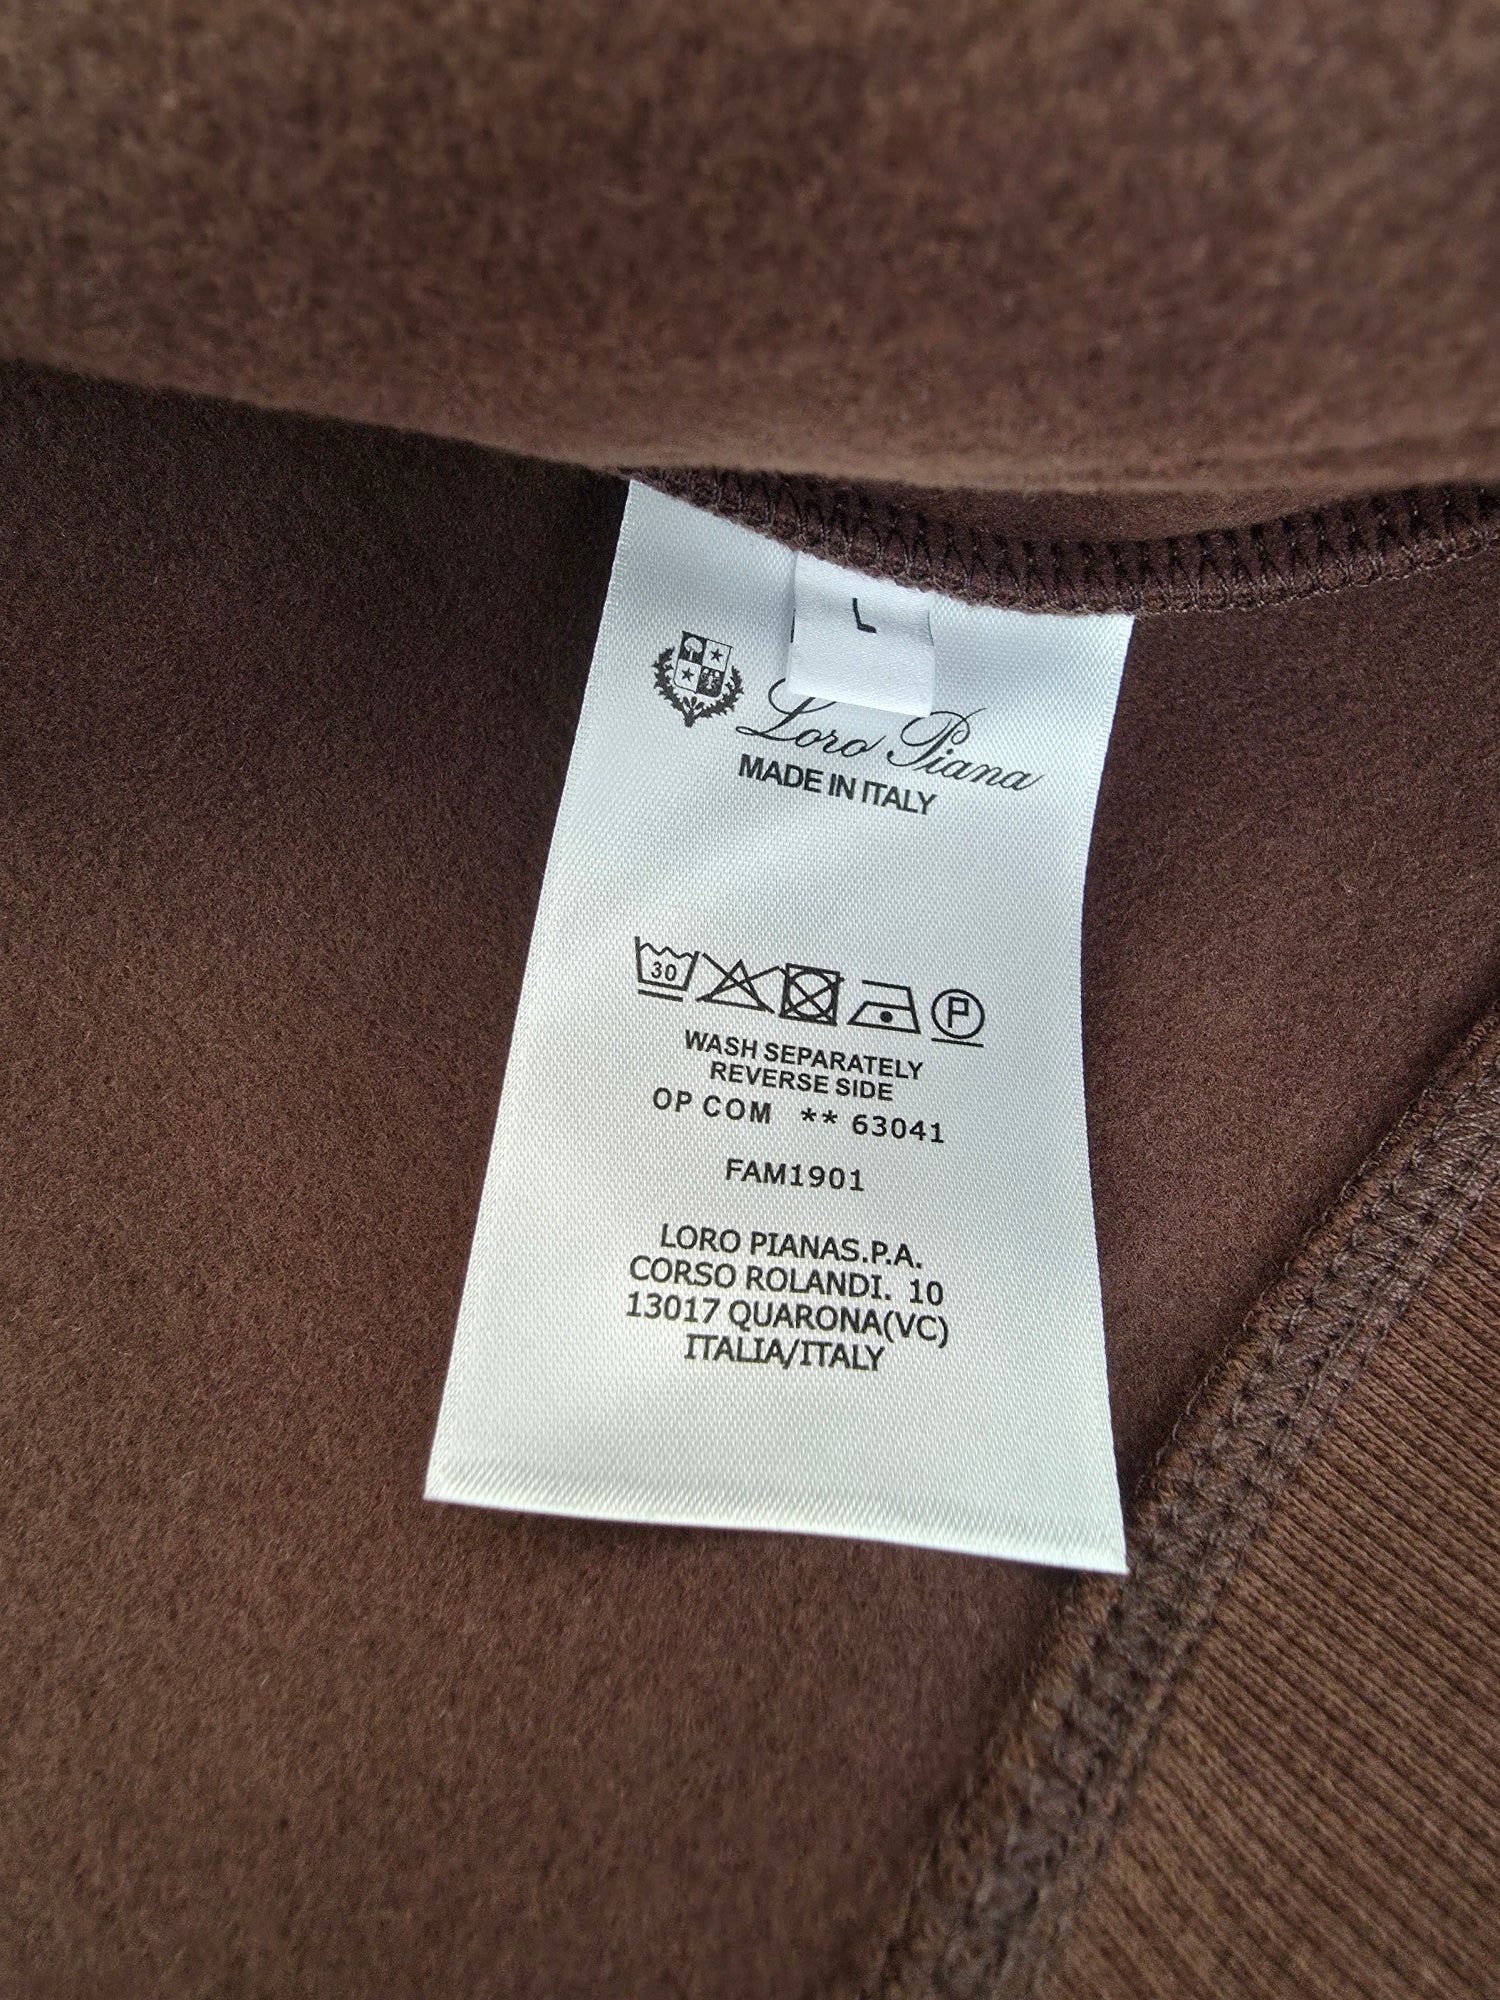 L
Loro Piana
MADE IN ITALY
30
P
WASH SEPARATELY
REVERSE SIDE
OP COM ** 63041
FAM1901
LORO PIANAS.P.A.
CORSO ROLANDI. 10
13017 QUARONA(VC)
ITALIA/ITALY